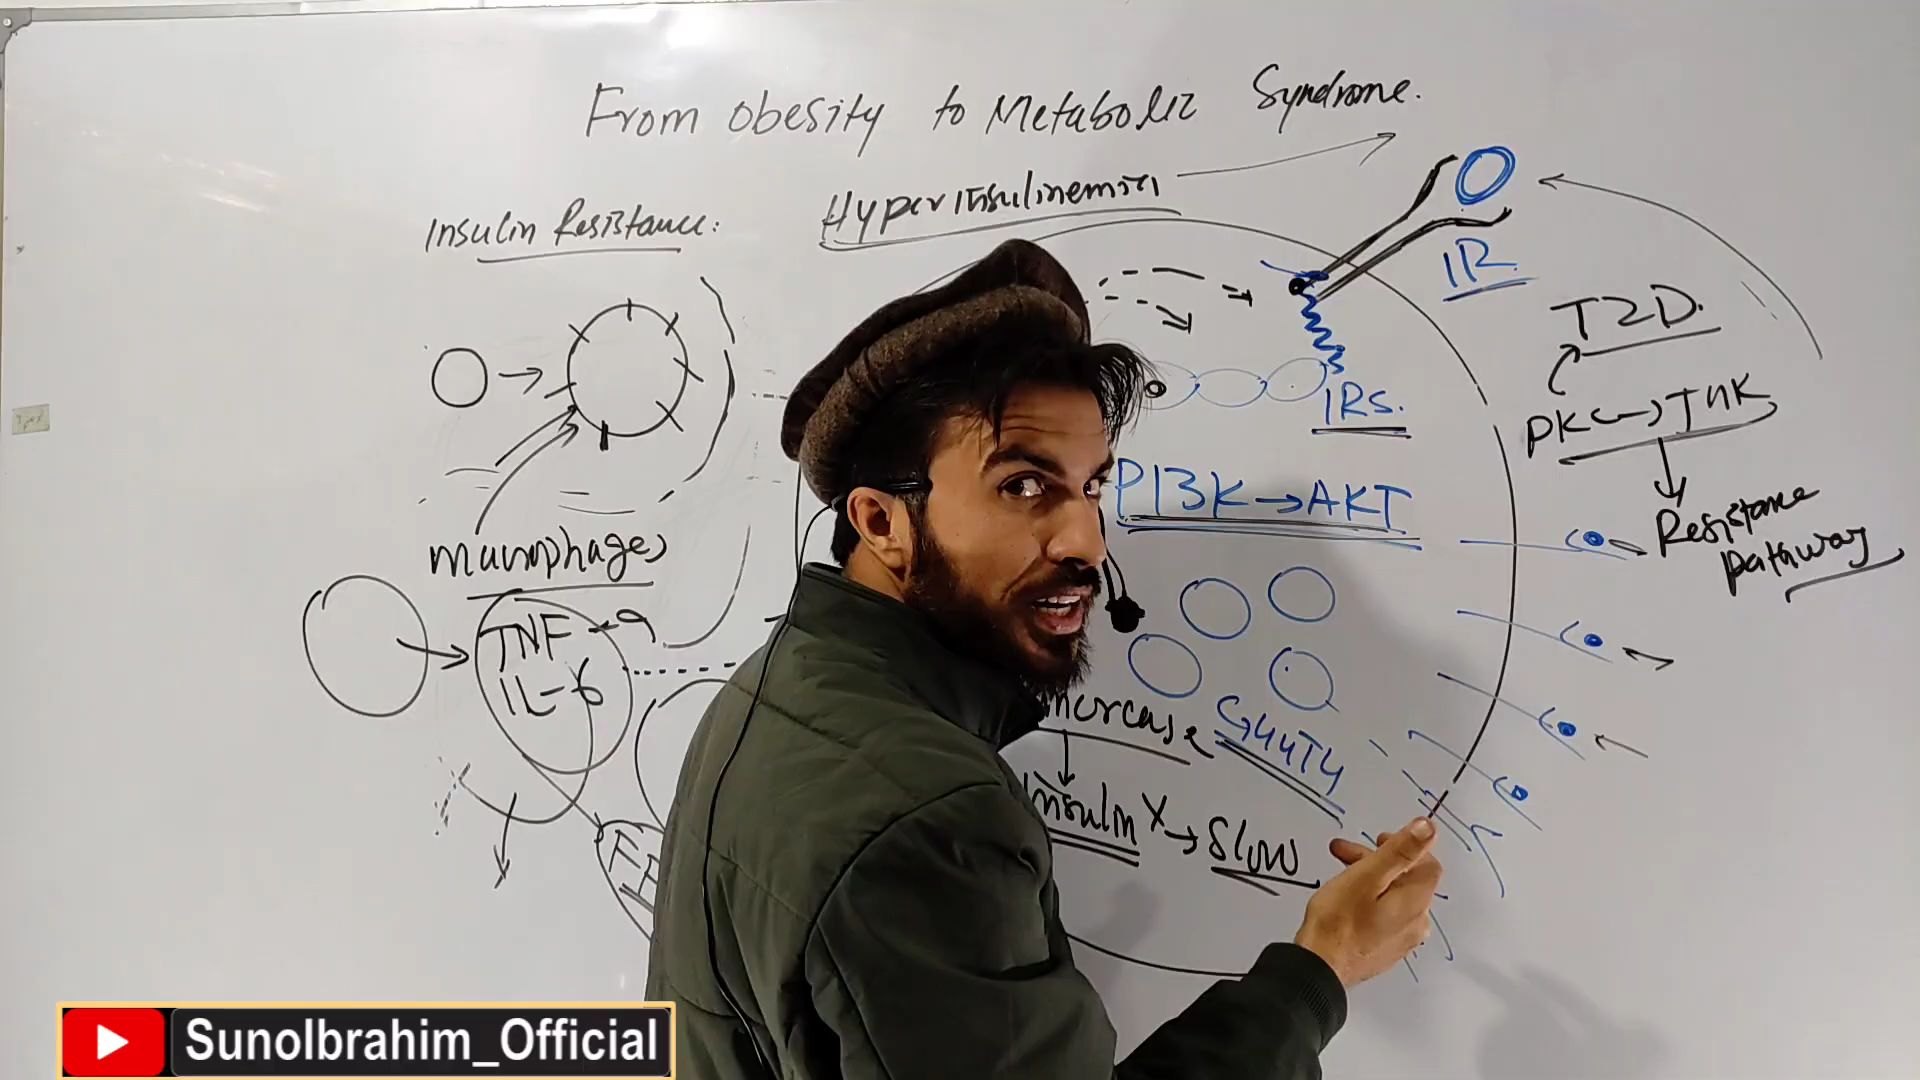 From obesity to Metabolic Syndrome.
Hyperinsulinemia
Insulin Resistance:
IR
T2D.
IRS.
PKC→JNK
PI3K→AKT
Resistance
pathway
macrophages
TNF-α
IL-6
increase GLUT4
Insulin X→Slow
SunoIbrahim_Official